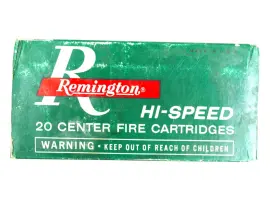 R
Remington®
HI-SPEED
20 CENTER FIRE CARTRIDGES
WARNING • KEEP OUT OF REACH OF CHILDREN